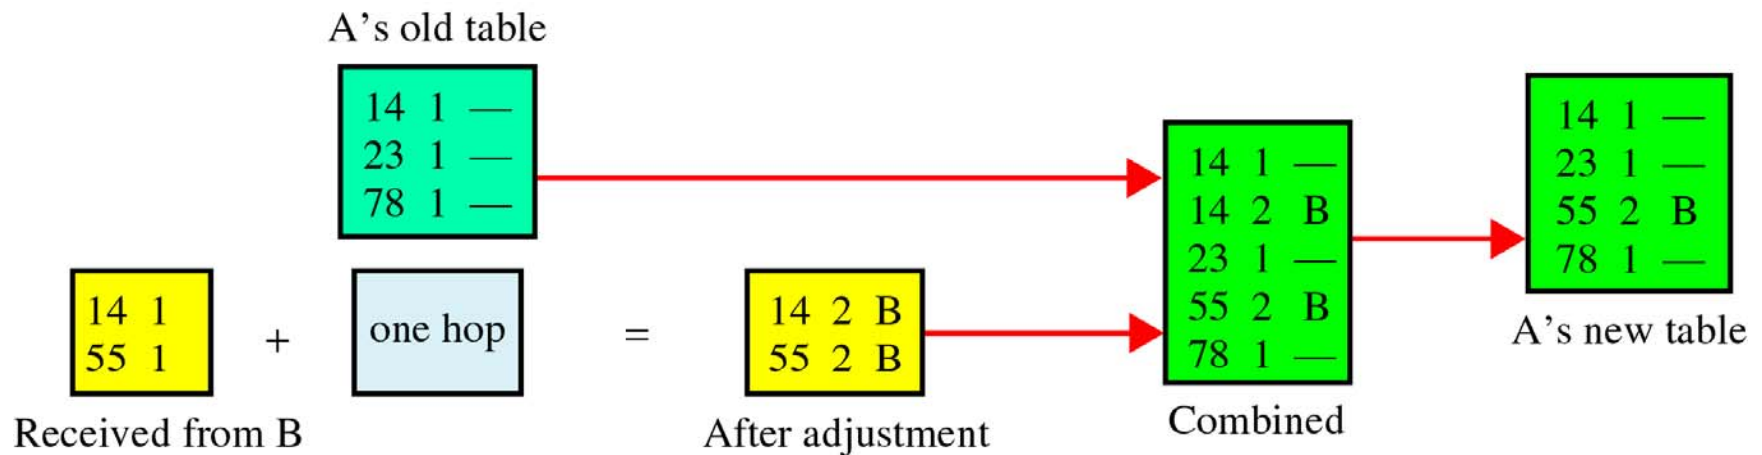 A’s old table
14 1 —
23 1 —
78 1 —
14 1
55 1
Received from B
+
one hop
=
14 2 B
55 2 B
After adjustment
14 1 —
14 2 B
23 1 —
55 2 B
78 1 —
Combined
14 1 —
23 1 —
55 2 B
78 1 —
A’s new table